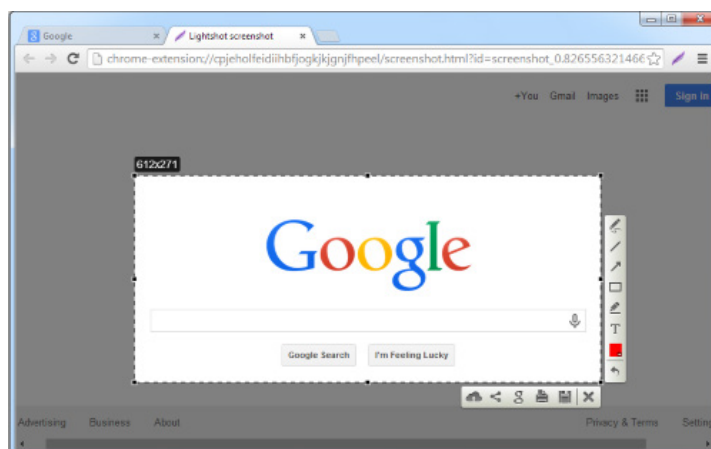 Google
Lightshot screenshot
chrome-extension://cpjeholfeidiihbfjogkjkjgnjfhpeel/screenshot.html?id=screenshot_0.826556321466
+You Gmail Images Sign in
612x271
Google
T
Google Search I'm Feeling Lucky
Advertising Business About Privacy & Terms Setting